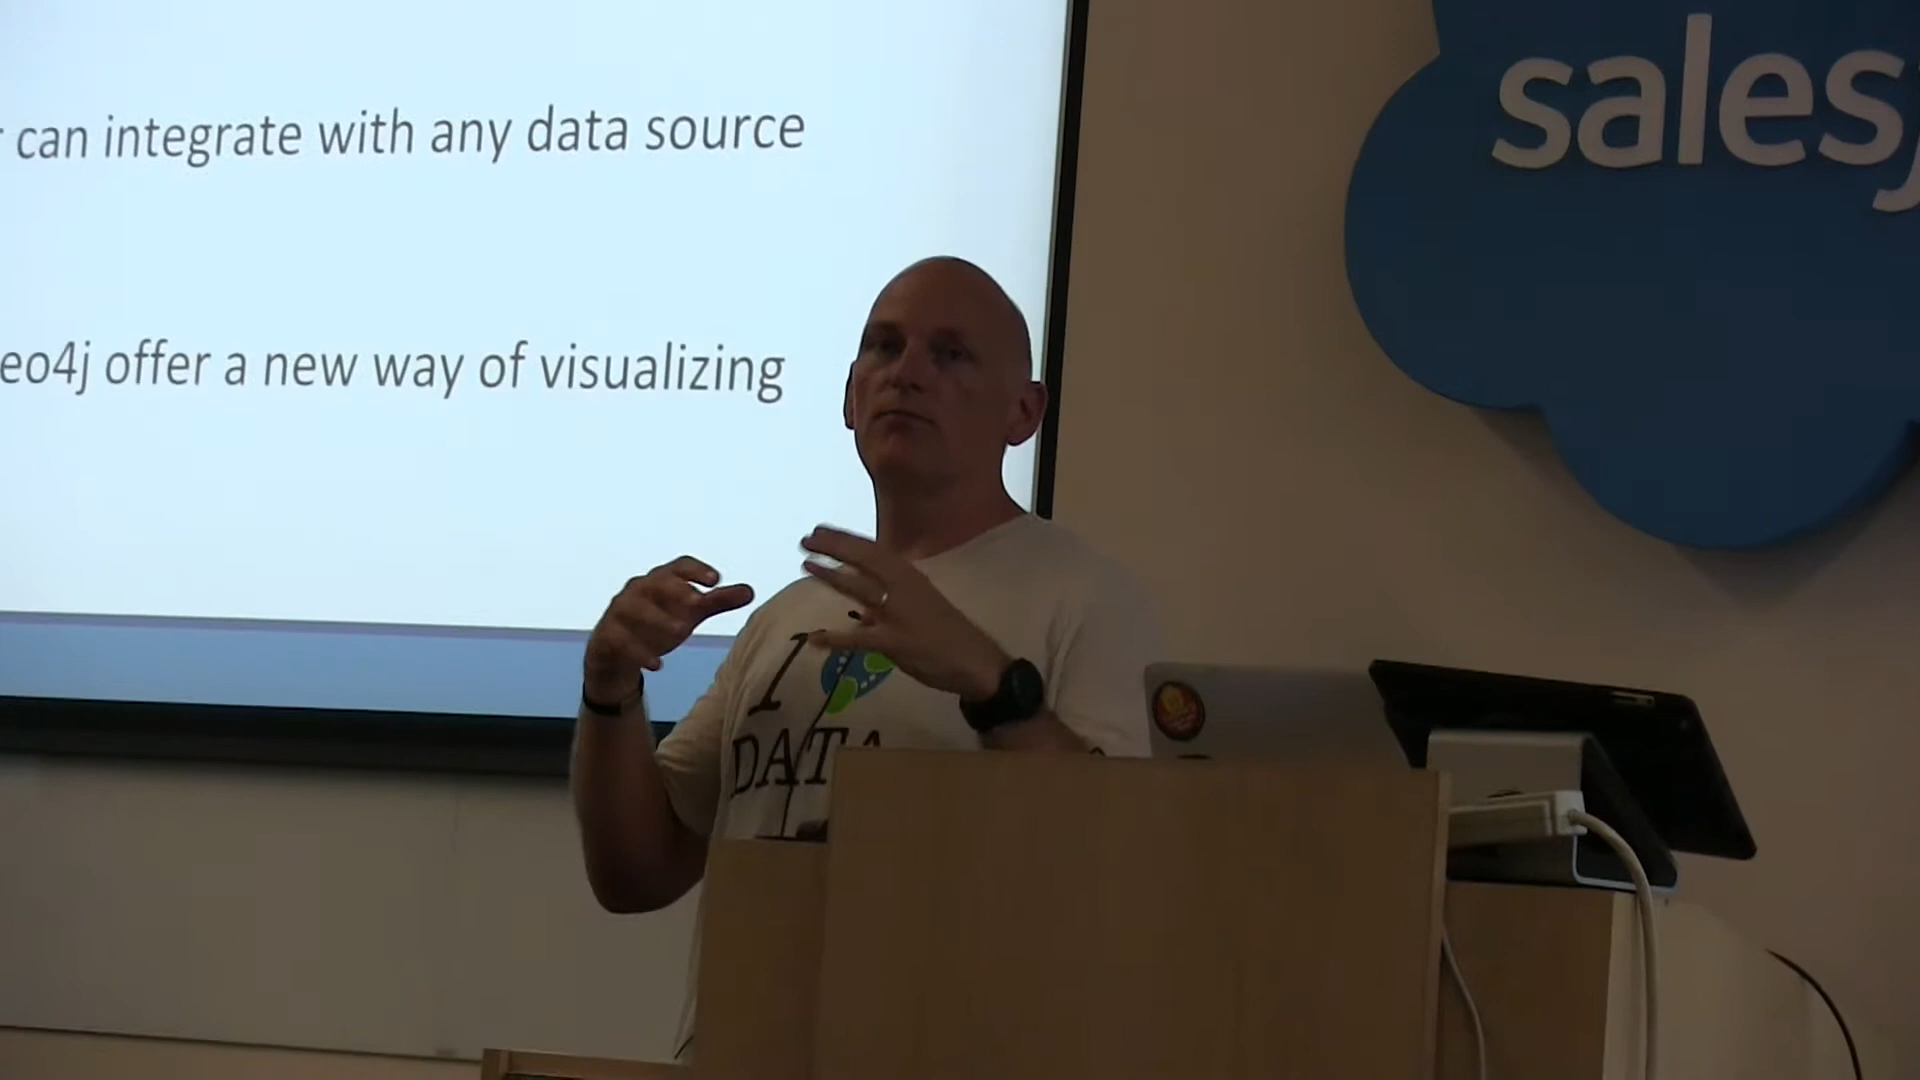 can integrate with any data source
eo4j offer a new way of visualizing
sales
I
DATA